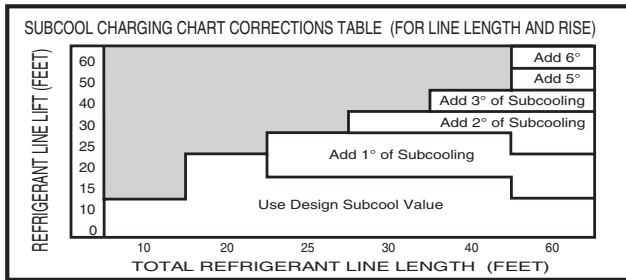 SUBCOOL CHARGING CHART CORRECTIONS TABLE (FOR LINE LENGTH AND RISE)
REFRIGERANT LINE LIFT (FEET)
60
50
40
30
25
20
15
10
0
Add 6°
Add 5°
Add 3° of Subcooling
Add 2° of Subcooling
Add 1° of Subcooling
Use Design Subcool Value
10 20 25 30 40 60
TOTAL REFRIGERANT LINE LENGTH (FEET)